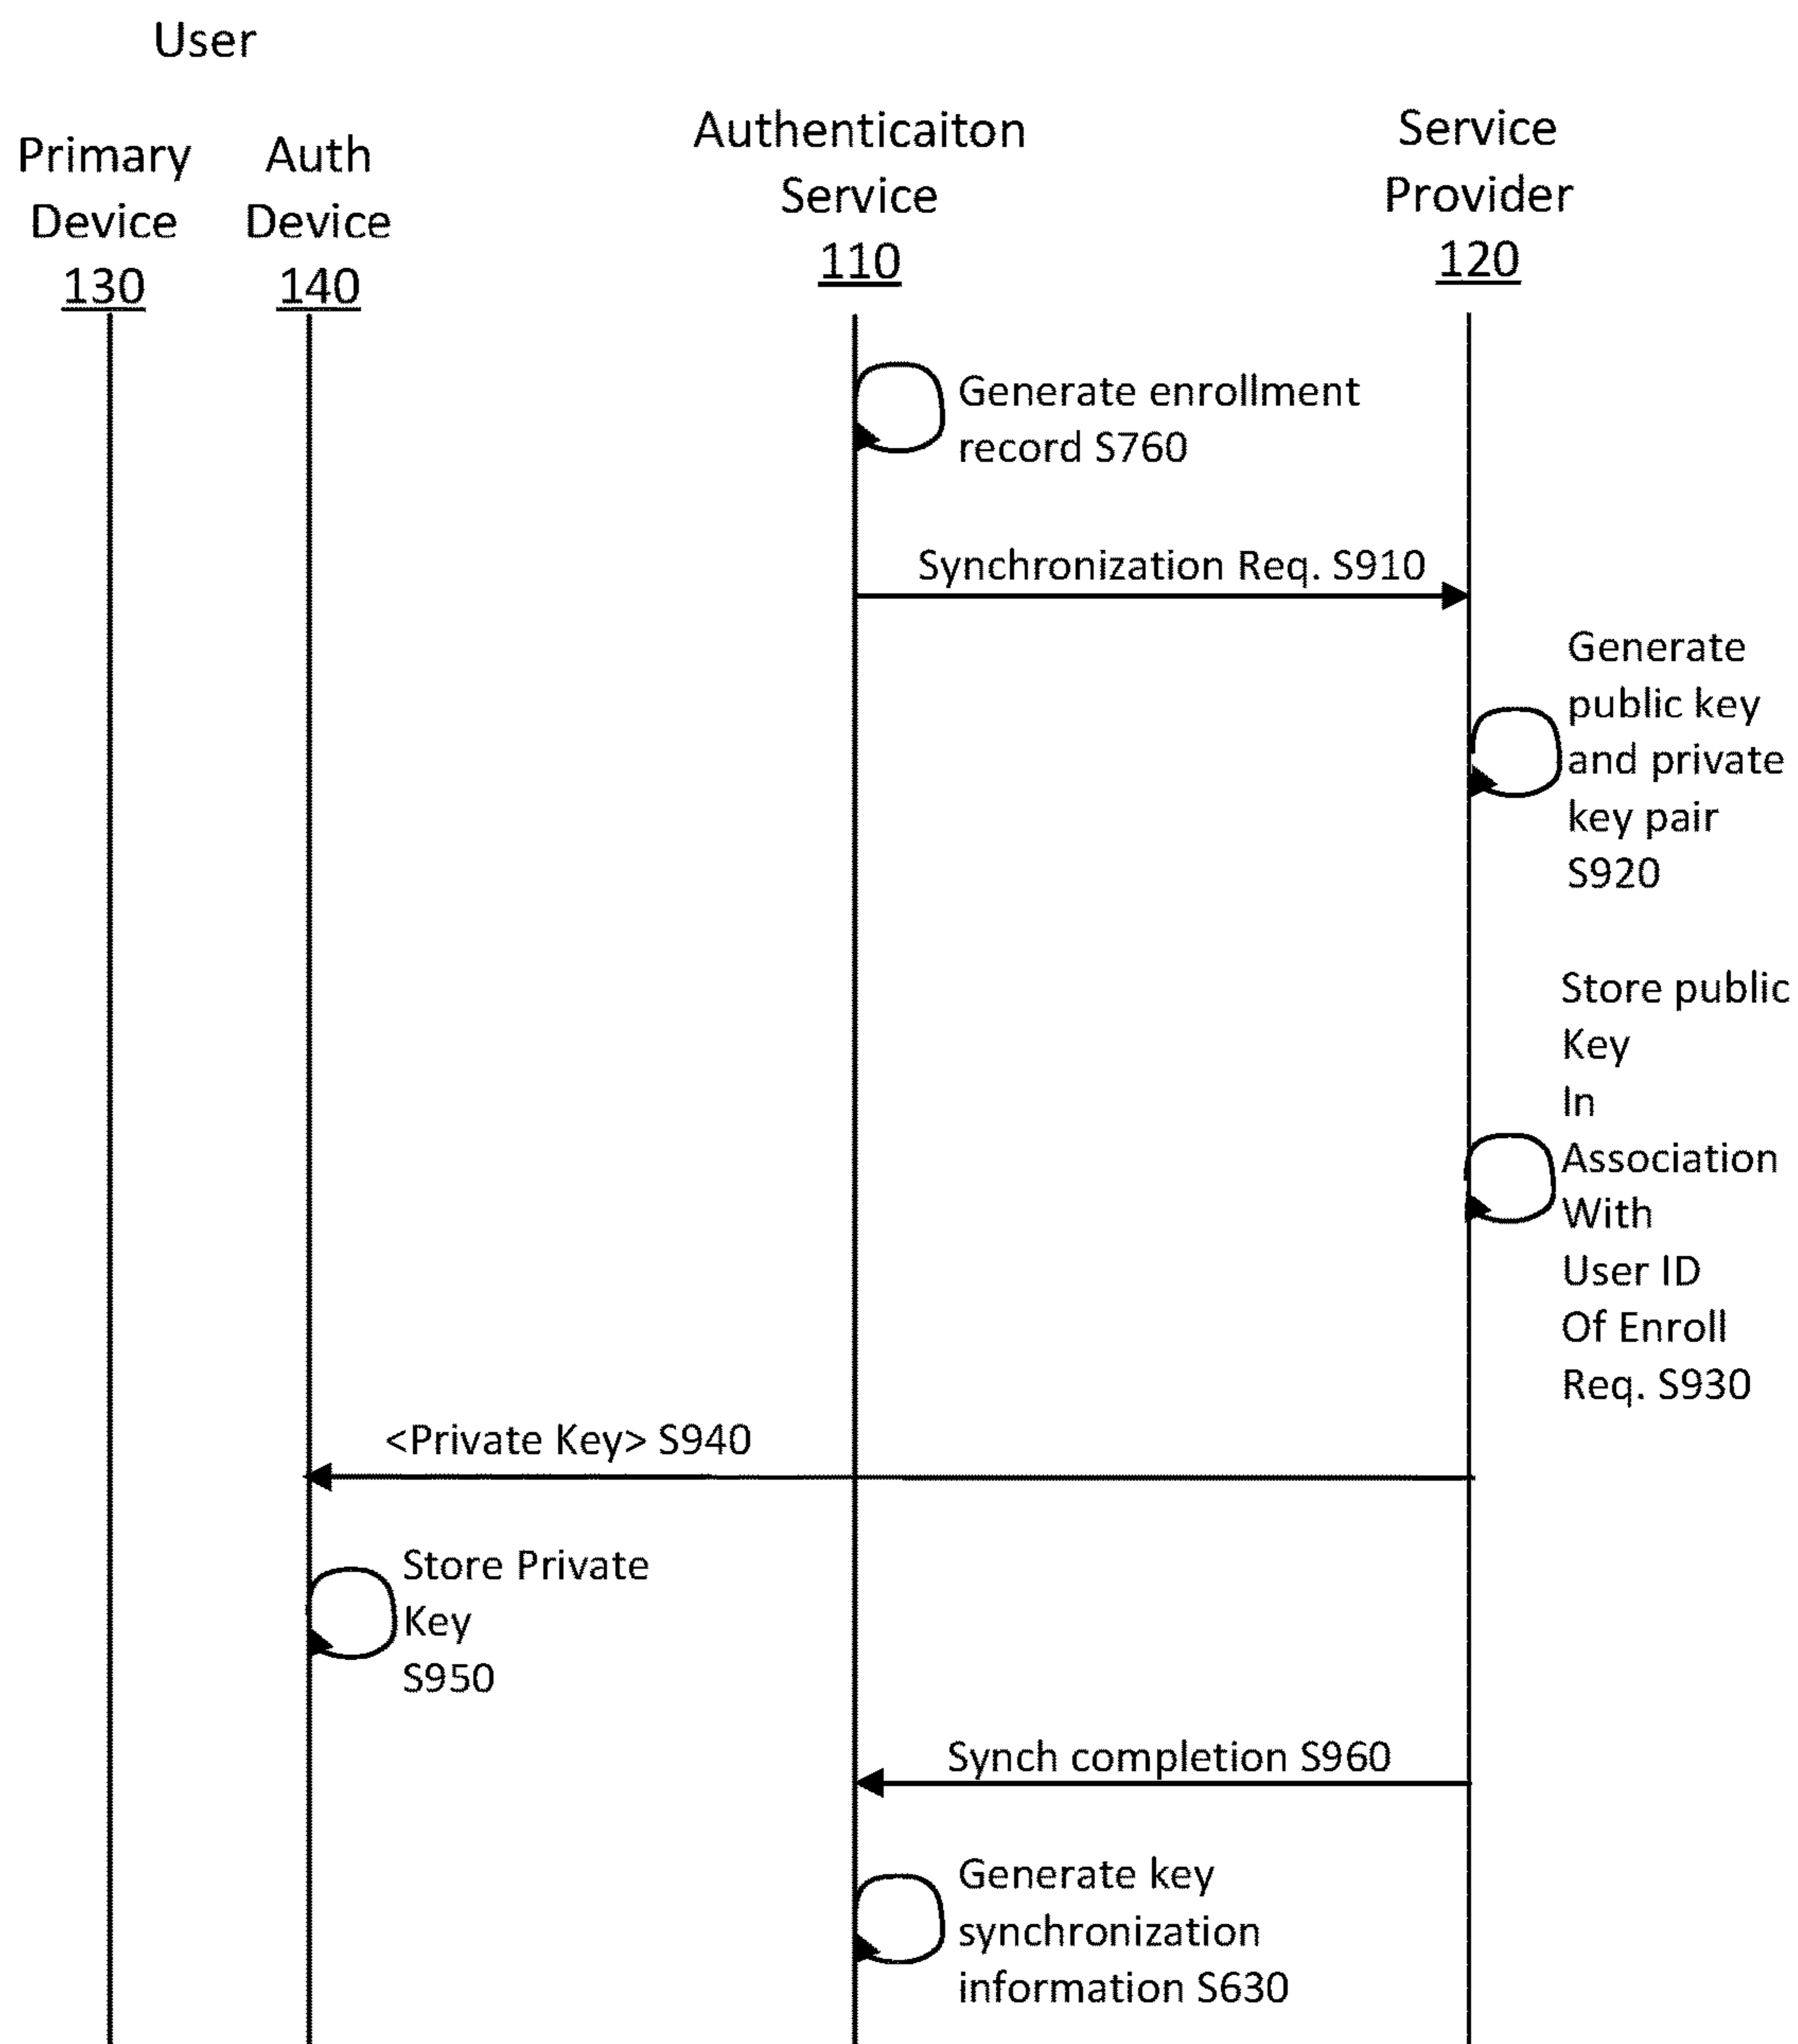 User
Primary
Device
130
Auth
Device
140
Authenticaiton
Service
110
Service
Provider
120
Generate enrollment
record S760
Synchronization Req. S910
Generate
public key
and private
key pair
S920
Store public
Key
In
Association
With
User ID
Of Enroll
Req. S930
<Private Key> S940
Store Private
Key
S950
Synch completion S960
Generate key
synchronization
information S630